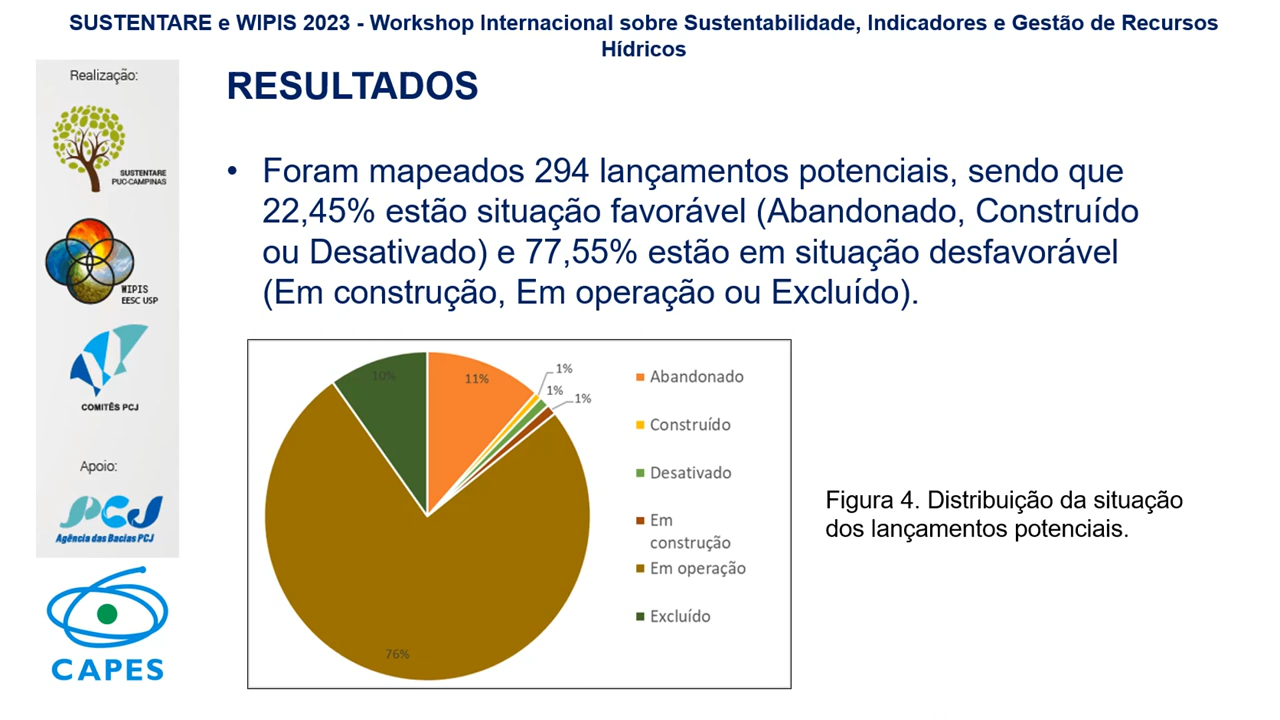 SUSTENTARE e WIPIS 2023 - Workshop Internacional sobre Sustentabilidade, Indicadores e Gestão de Recursos
Hídricos
Realização:
SUSTENTARE
PUC-CAMPINAS
WIPIS
EESC USP
COMITÊS PCJ
Apoio:
PCJ
Agência das Bacias PCJ
CAPES
RESULTADOS
• Foram mapeados 294 lançamentos potenciais, sendo que
22,45% estão situação favorável (Abandonado, Construído
ou Desativado) e 77,55% estão em situação desfavorável
(Em construção, Em operação ou Excluído).
10%
11%
1%
1%
1%
76%
Abandonado
Construído
Desativado
Em
construção
Em operação
Excluído
Figura 4. Distribuição da situação
dos lançamentos potenciais.